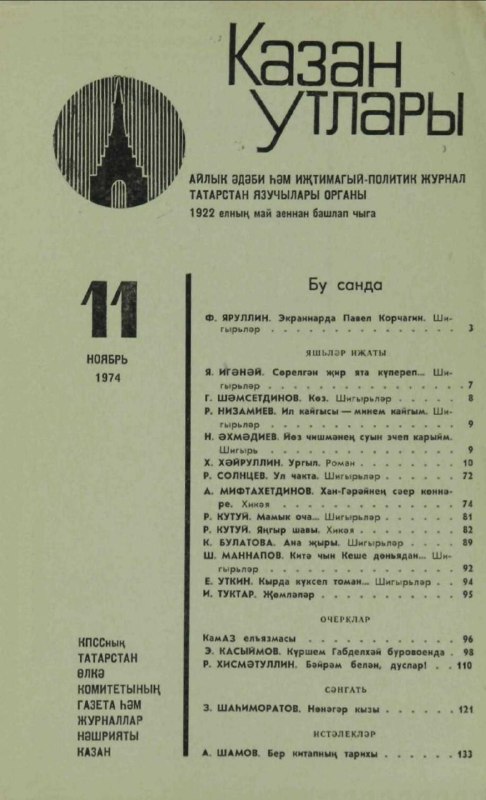 Казан
утлары
АЙЛЫК ӘДӘБИ ҺӘМ ИҖТИМАГЫЙ-ПОЛИТИК ЖУРНАЛ
ТАТАРСТАН ЯЗУЧЫЛАРЫ ОРГАНЫ
1922 елның май аеннан башлап чыга
11
НОЯБРЬ
1974
Бу санда
Ф. ЯРУЛЛИН. Экраннарда Павел Корчагин. Ши-
гырьләр . . . . . . . . . . . . 3
ЯШЬЛӘР ИҖАТЫ
Я. ИГӘНӘЙ. Сөрелгән җир ята күпереп... Ши-
гырьләр . . . . . . . . . . . . 7
Г. ШӘМСЕТДИНОВ. Көз. Шигырьләр . . . . . 8
Р. НИЗАМИЕВ. Ил кайгысы — минем кайгым. Ши-
гырьләр . . . . . . . . . . . . 9
Н. ӘХМӘДИЕВ. Йөз чишмәнең суын эчеп карыйм.
Шигырь . . . . . . . . . . . . 9
Х. ХӘЙРУЛЛИН. Ургыл. Роман . . . . . . . 10
Р. СОЛНЦЕВ. Ул чакта. Шигырьләр . . . . . 72
А. МИФТАХЕТДИНОВ. Хан-Гәрәйнең сәер көннә-
ре. Хикәя . . . . . . . . . . . 74
Р. КУТУЙ. Мамык оча... Шигырьләр . . . . 81
Р. КУТУЙ. Яңгыр шавы. Хикәя . . . . . . 82
К. БУЛАТОВА. Ана җыры. Шигырьләр . . . . 89
Ш. МАННАПОВ. Китә чын Кеше дөньядан... Ши-
гырьләр . . . . . . . . . . . . 92
Е. УТКИН. Кырда күксел томан... Шигырьләр . . 94
И. ТУКТАР. Җөмләләр . . . . . . . . . 95
ОЧЕРКЛАР
КамАЗ елъязмасы . . . . . . . . . . 96
Э. КАСЫЙМОВ. Күршем Габделхәй буровоенда . 98
Р. ХИСМӘТУЛЛИН. Бәйрәм белән, дуслар! . . 110
СӘНГАТЬ
З. ШАҺИМОРАТОВ. Һөнәгәр кызы . . . . . 121
ИСТӘЛЕКЛӘР
А. ШАМОВ. Бер китапның тарихы . . . . . 133
КПССның
ТАТАРСТАН
ӨЛКӘ
КОМИТЕТЫНЫҢ
ГАЗЕТА ҺӘМ
ЖУРНАЛЛАР
НӘШРИЯТЫ
КАЗАН